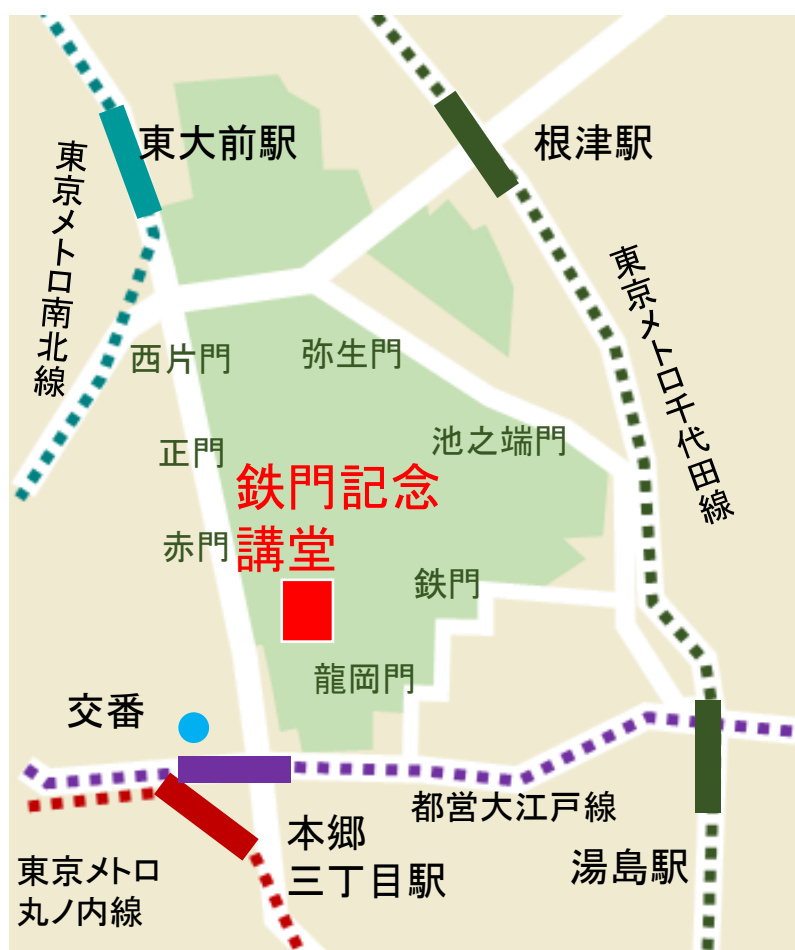 東大前駅
根津駅
東京メトロ南北線
東京メトロ千代田線
西片門
弥生門
正門
池之端門
鉄門記念
講堂
赤門
鉄門
龍岡門
交番
都営大江戸線
本郷
三丁目駅
湯島駅
東京メトロ
丸ノ内線